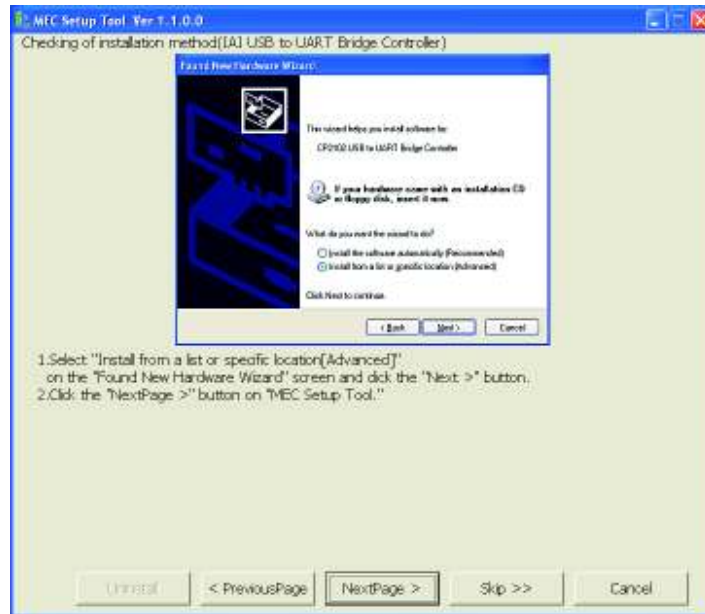 MEC Setup Tool Ver 1.1.0.0
Checking of installation method([IA] USB to UART Bridge Controller)
Found New Hardware Wizard
This wizard helps you install software for:
CP2102 USB to UART Bridge Controller
If your hardware came with an installation CD
or floppy disk, insert it now.
What do you want the wizard to do?
Install the software automatically (Recommended)
Install from a list or specific location (Advanced)
Click Next to continue.
< Back
Next >
Cancel
1.Select "Install from a list or specific location[Advanced]"
on the "Found New Hardware Wizard" screen and click the "Next >" button.
2.Click the "NextPage >" button on "MEC Setup Tool."
Uninstall
< PreviousPage
NextPage >
Skip >>
Cancel